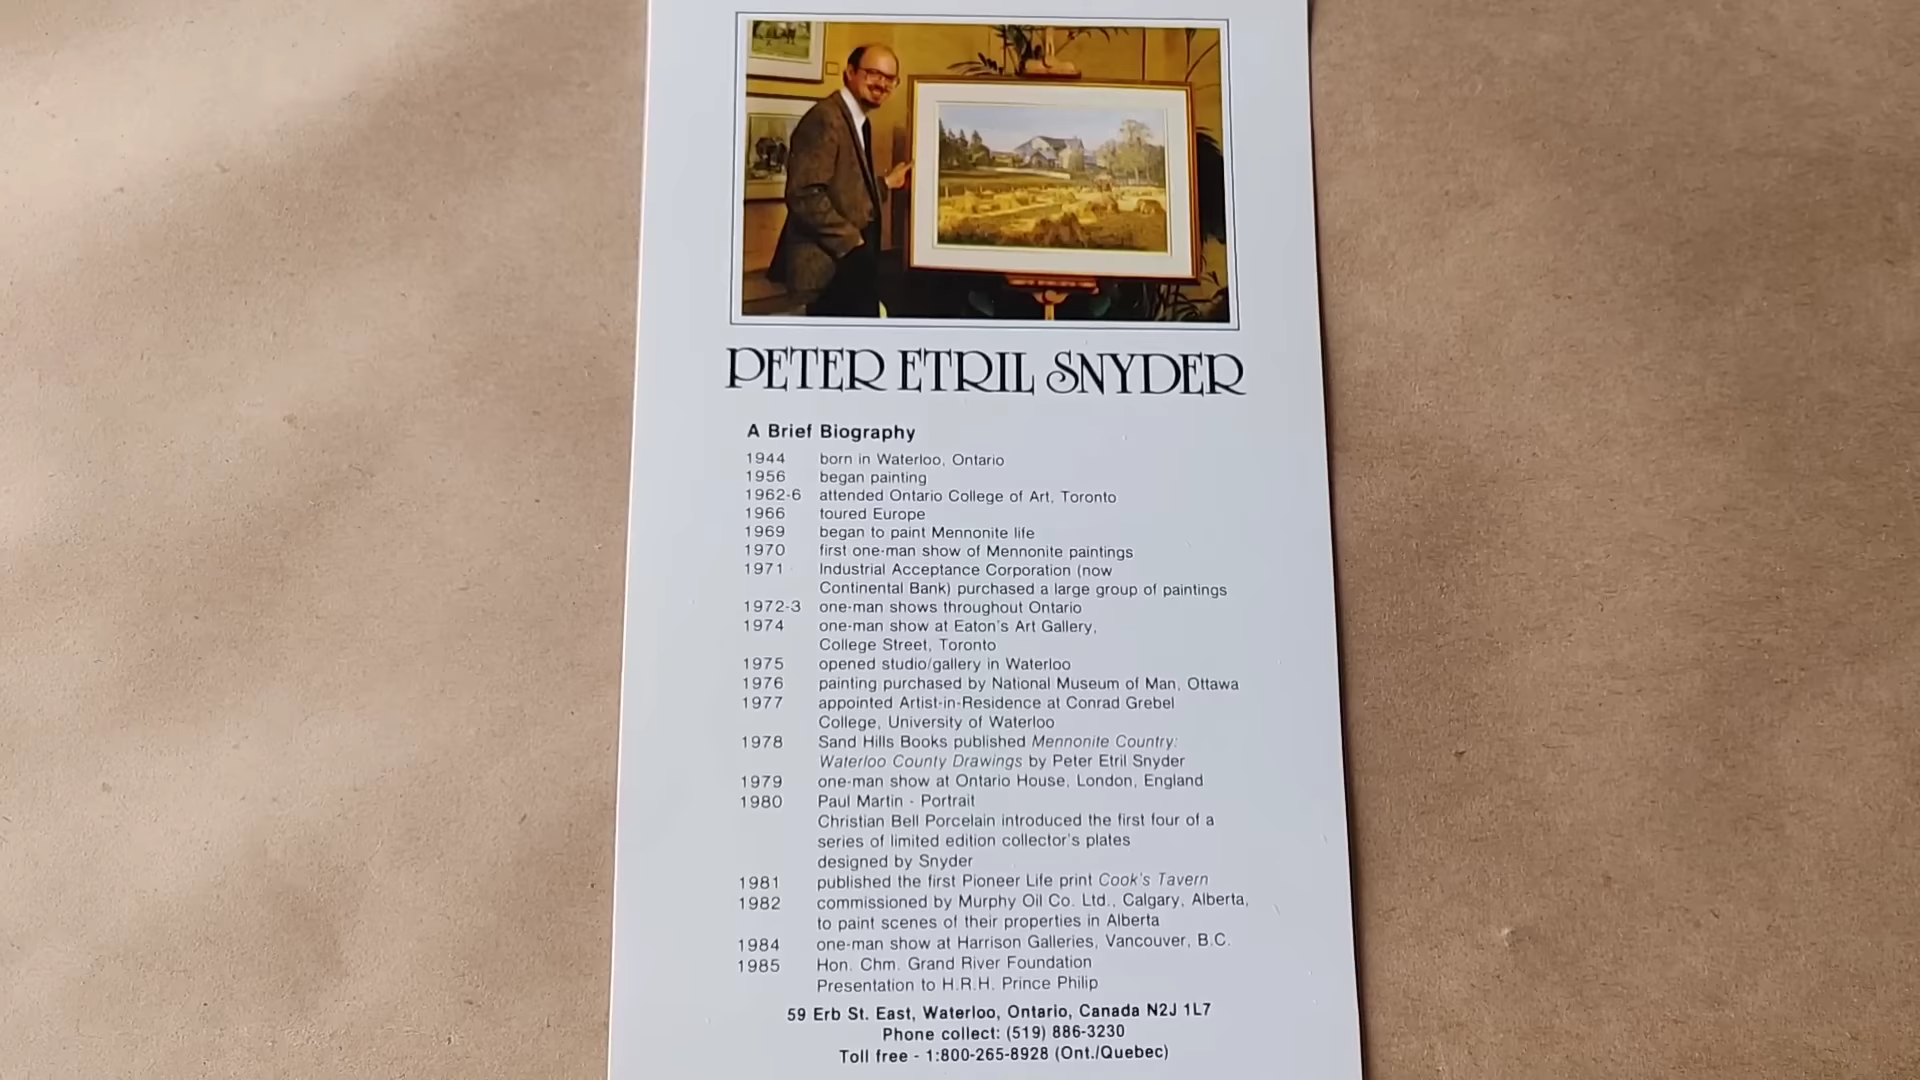 PETER ETRIL SNYDER
A Brief Biography
1944 born in Waterloo, Ontario
1956 began painting
1962-6 attended Ontario College of Art, Toronto
1966 toured Europe
1969 began to paint Mennonite life
1970 first one-man show of Mennonite paintings
1971 Industrial Acceptance Corporation (now
Continental Bank) purchased a large group of paintings
1972-3 one-man shows throughout Ontario
1974 one-man show at Eaton's Art Gallery,
College Street, Toronto
1975 opened studio/gallery in Waterloo
1976 painting purchased by National Museum of Man, Ottawa
1977 appointed Artist-in-Residence at Conrad Grebel
College, University of Waterloo
1978 Sand Hills Books published Mennonite Country:
Waterloo County Drawings by Peter Etril Snyder
1979 one-man show at Ontario House, London, England
1980 Paul Martin - Portrait
Christian Bell Porcelain introduced the first four of a
series of limited edition collector's plates
designed by Snyder
1981 published the first Pioneer Life print Cook's Tavern
1982 commissioned by Murphy Oil Co. Ltd., Calgary, Alberta,
to paint scenes of their properties in Alberta
1984 one-man show at Harrison Galleries, Vancouver, B.C.
1985 Hon. Chm. Grand River Foundation
Presentation to H.R.H. Prince Philip
59 Erb St. East, Waterloo, Ontario, Canada N2J 1L7
Phone collect: (519) 886-3230
Toll free - 1:800-265-8928 (Ont./Quebec)